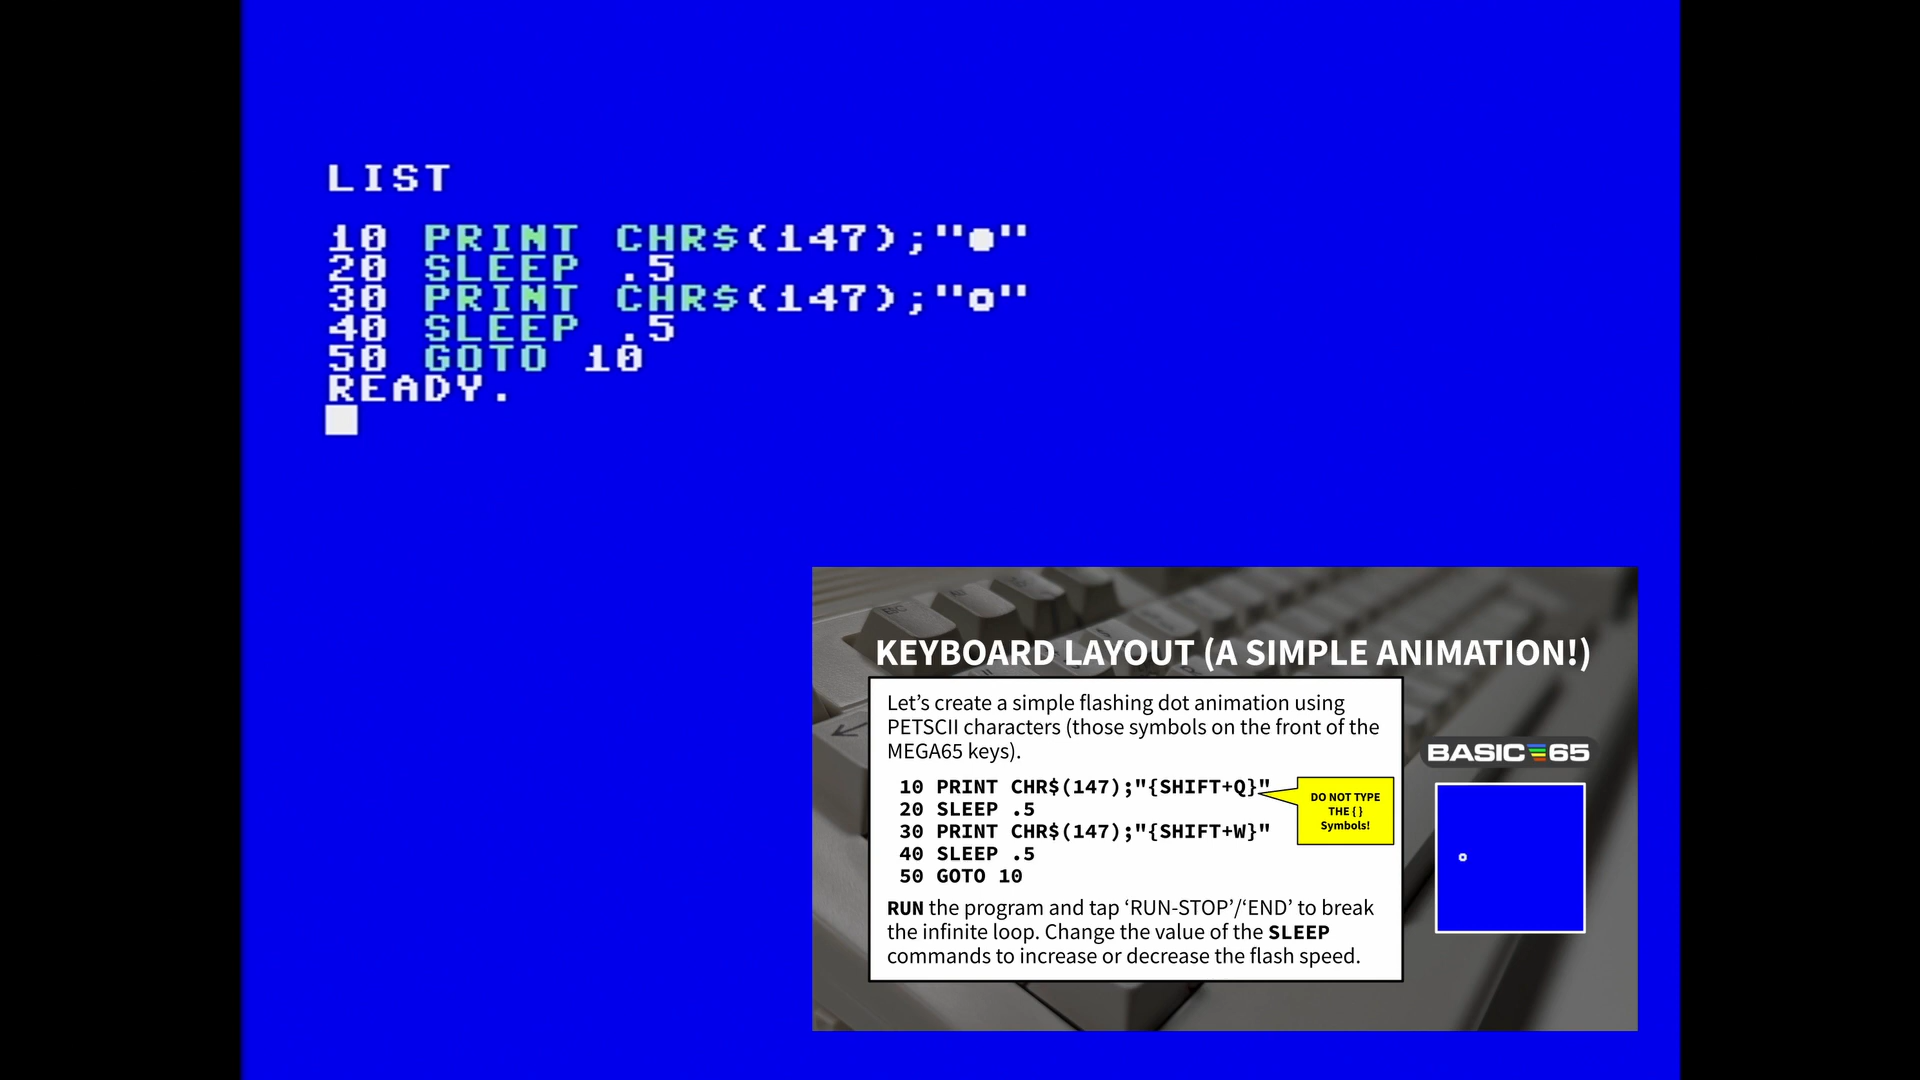 LIST
10 PRINT CHR$(147);"●"
20 SLEEP .5
30 PRINT CHR$(147);"○"
40 SLEEP .5
50 GOTO 10
READY.
KEYBOARD LAYOUT (A SIMPLE ANIMATION!)
Let’s create a simple flashing dot animation using
PETSCII characters (those symbols on the front of the
MEGA65 keys).
10 PRINT CHR$(147);"{SHIFT+Q}"
20 SLEEP .5
30 PRINT CHR$(147);"{SHIFT+W}"
40 SLEEP .5
50 GOTO 10
DO NOT TYPE
THE { }
Symbols!
RUN the program and tap ‘RUN-STOP’/‘END’ to break
the infinite loop. Change the value of the SLEEP
commands to increase or decrease the flash speed.
BASIC 65